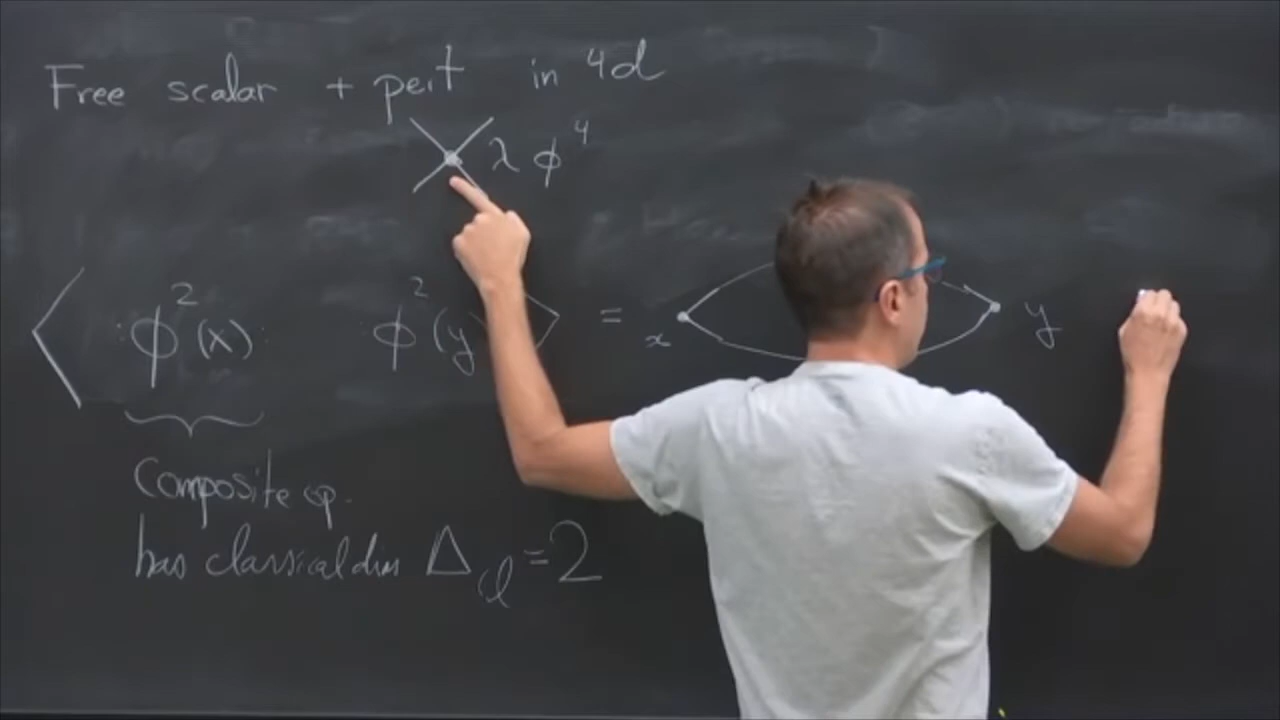 Free scalar + pert in 4d
λ φ⁴
⟨ :φ²(x): :φ²(y ⟩ = x y
Composite op.
has classical dim Δ_cl = 2